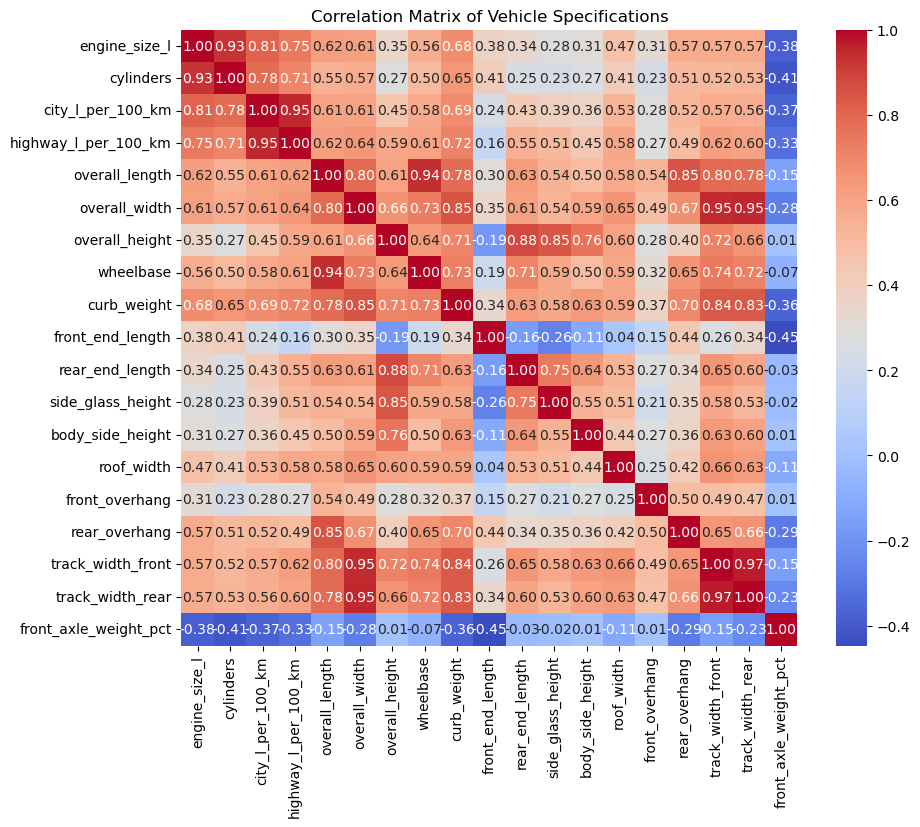 Correlation Matrix of Vehicle Specifications
engine_size_l 1.00 0.93 0.81 0.75 0.62 0.61 0.35 0.56 0.68 0.38 0.34 0.28 0.31 0.47 0.31 0.57 0.57 0.57 -0.38
cylinders 0.93 1.00 0.78 0.71 0.55 0.57 0.27 0.50 0.65 0.41 0.25 0.23 0.27 0.41 0.23 0.51 0.52 0.53 -0.41
city_l_per_100_km 0.81 0.78 1.00 0.95 0.61 0.61 0.45 0.58 0.69 0.24 0.43 0.39 0.36 0.53 0.28 0.52 0.57 0.56 -0.37
highway_l_per_100_km 0.75 0.71 0.95 1.00 0.62 0.64 0.59 0.61 0.72 0.16 0.55 0.51 0.45 0.58 0.27 0.49 0.62 0.60 -0.33
overall_length 0.62 0.55 0.61 0.62 1.00 0.80 0.61 0.94 0.78 0.30 0.63 0.54 0.50 0.58 0.54 0.85 0.80 0.78 -0.15
overall_width 0.61 0.57 0.61 0.64 0.80 1.00 0.66 0.73 0.85 0.35 0.61 0.54 0.59 0.65 0.49 0.67 0.95 0.95 -0.28
overall_height 0.35 0.27 0.45 0.59 0.61 0.66 1.00 0.64 0.71 -0.19 0.88 0.85 0.76 0.60 0.28 0.40 0.72 0.66 0.01
wheelbase 0.56 0.50 0.58 0.61 0.94 0.73 0.64 1.00 0.73 0.19 0.71 0.59 0.50 0.59 0.32 0.65 0.74 0.72 -0.07
curb_weight 0.68 0.65 0.69 0.72 0.78 0.85 0.71 0.73 1.00 0.34 0.63 0.58 0.63 0.59 0.37 0.70 0.84 0.83 -0.36
front_end_length 0.38 0.41 0.24 0.16 0.30 0.35 -0.19 0.19 0.34 1.00 -0.16 -0.26 -0.11 0.04 0.15 0.44 0.26 0.34 -0.45
rear_end_length 0.34 0.25 0.43 0.55 0.63 0.61 0.88 0.71 0.63 -0.16 1.00 0.75 0.64 0.53 0.27 0.34 0.65 0.60 -0.03
side_glass_height 0.28 0.23 0.39 0.51 0.54 0.54 0.85 0.59 0.58 -0.26 0.75 1.00 0.55 0.51 0.21 0.35 0.58 0.53 -0.02
body_side_height 0.31 0.27 0.36 0.45 0.50 0.59 0.76 0.50 0.63 -0.11 0.64 0.55 1.00 0.44 0.27 0.36 0.63 0.60 0.01
roof_width 0.47 0.41 0.53 0.58 0.58 0.65 0.60 0.59 0.59 0.04 0.53 0.51 0.44 1.00 0.25 0.42 0.66 0.63 -0.11
front_overhang 0.31 0.23 0.28 0.27 0.54 0.49 0.28 0.32 0.37 0.15 0.27 0.21 0.27 0.25 1.00 0.50 0.49 0.47 0.01
rear_overhang 0.57 0.51 0.52 0.49 0.85 0.67 0.40 0.65 0.70 0.44 0.34 0.35 0.36 0.42 0.50 1.00 0.65 0.66 -0.29
track_width_front 0.57 0.52 0.57 0.62 0.80 0.95 0.72 0.74 0.84 0.26 0.65 0.58 0.63 0.66 0.49 0.65 1.00 0.97 -0.15
track_width_rear 0.57 0.53 0.56 0.60 0.78 0.95 0.66 0.72 0.83 0.34 0.60 0.53 0.60 0.63 0.47 0.66 0.97 1.00 -0.23
front_axle_weight_pct -0.38 -0.41 -0.37 -0.33 -0.15 -0.28 0.01 -0.07 -0.36 -0.45 -0.03 -0.02 0.01 -0.11 0.01 -0.29 -0.15 -0.23 1.00
engine_size_l
cylinders
city_l_per_100_km
highway_l_per_100_km
overall_length
overall_width
overall_height
wheelbase
curb_weight
front_end_length
rear_end_length
side_glass_height
body_side_height
roof_width
front_overhang
rear_overhang
track_width_front
track_width_rear
front_axle_weight_pct
1.0
0.8
0.6
0.4
0.2
0.0
−0.2
−0.4